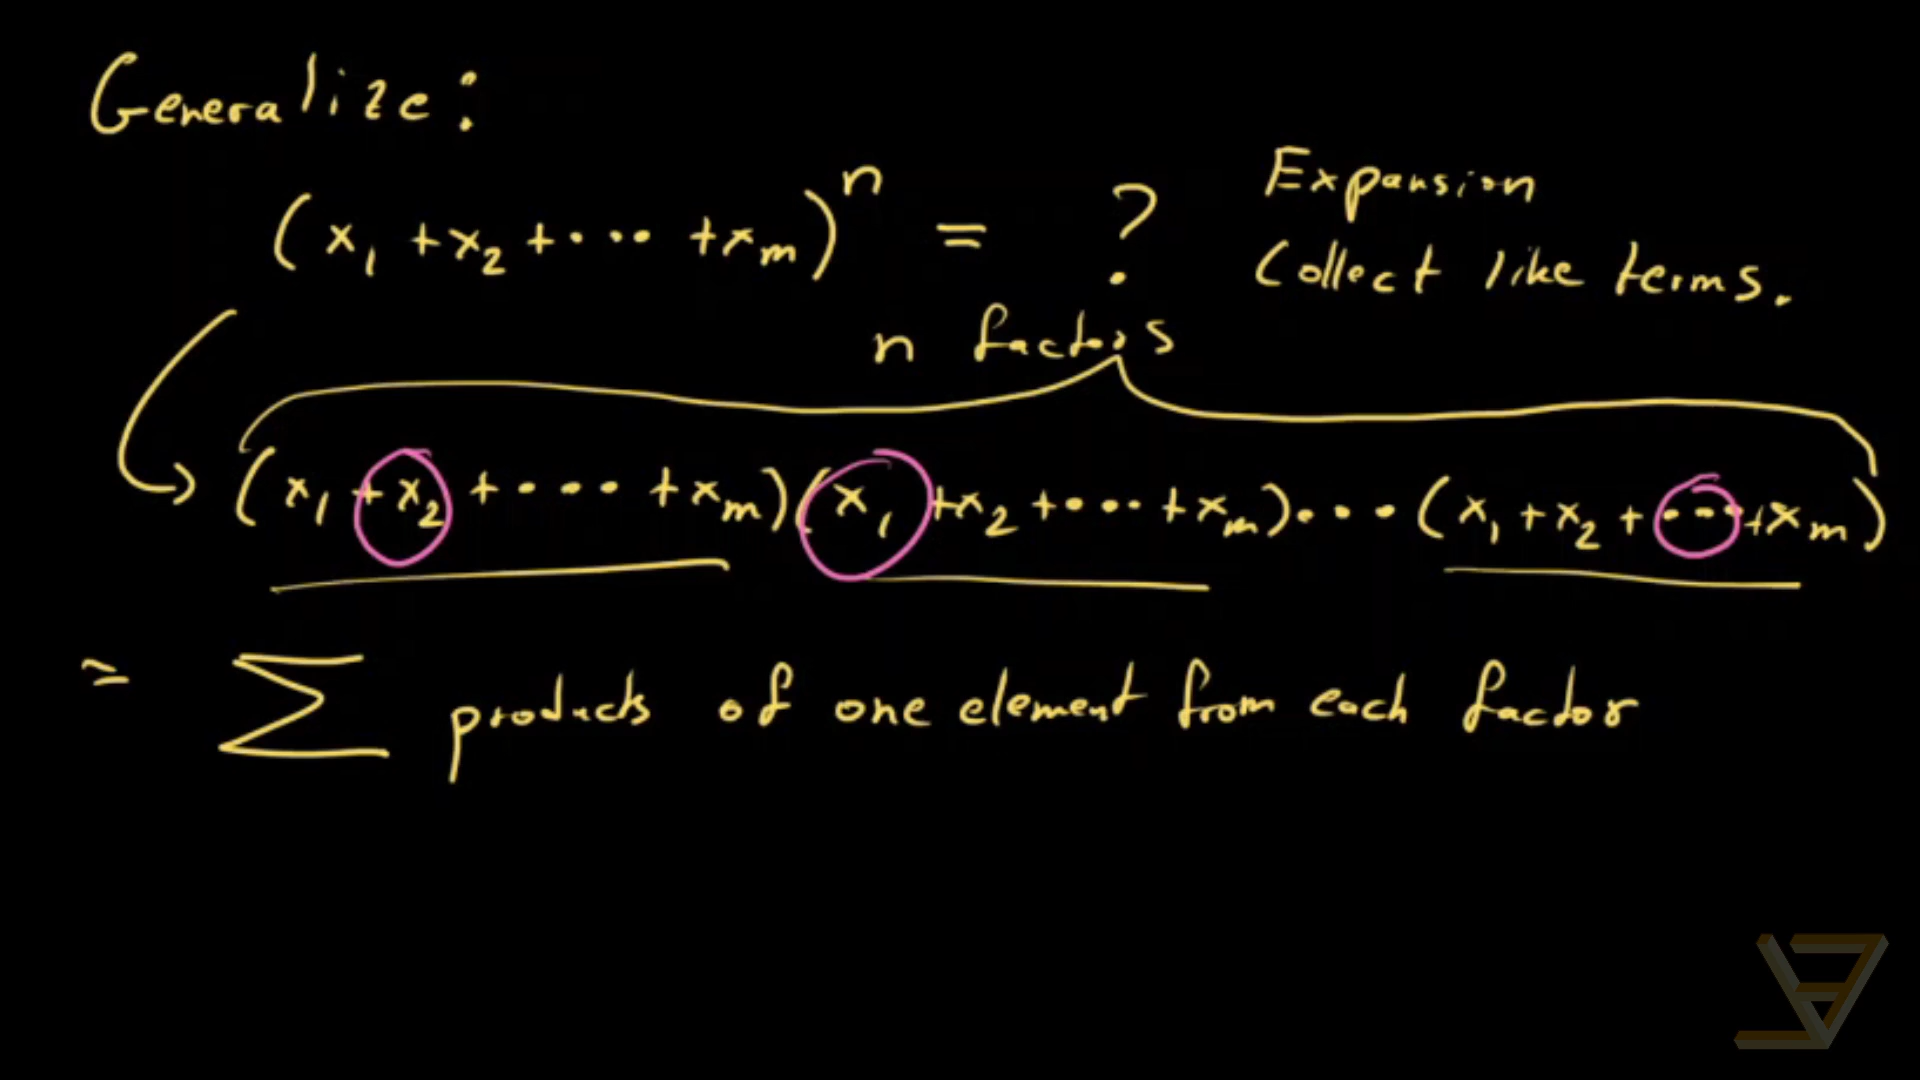 Generalize:
(x₁ + x₂ + ··· + xₘ)ⁿ = ?
Expansion
Collect like terms.
n factors
(x₁ + x₂ + ···· + xₘ)(x₁ + x₂ + ··· + xₘ)···(x₁ + x₂ + ··· + xₘ)
= ∑ products of one element from each factor